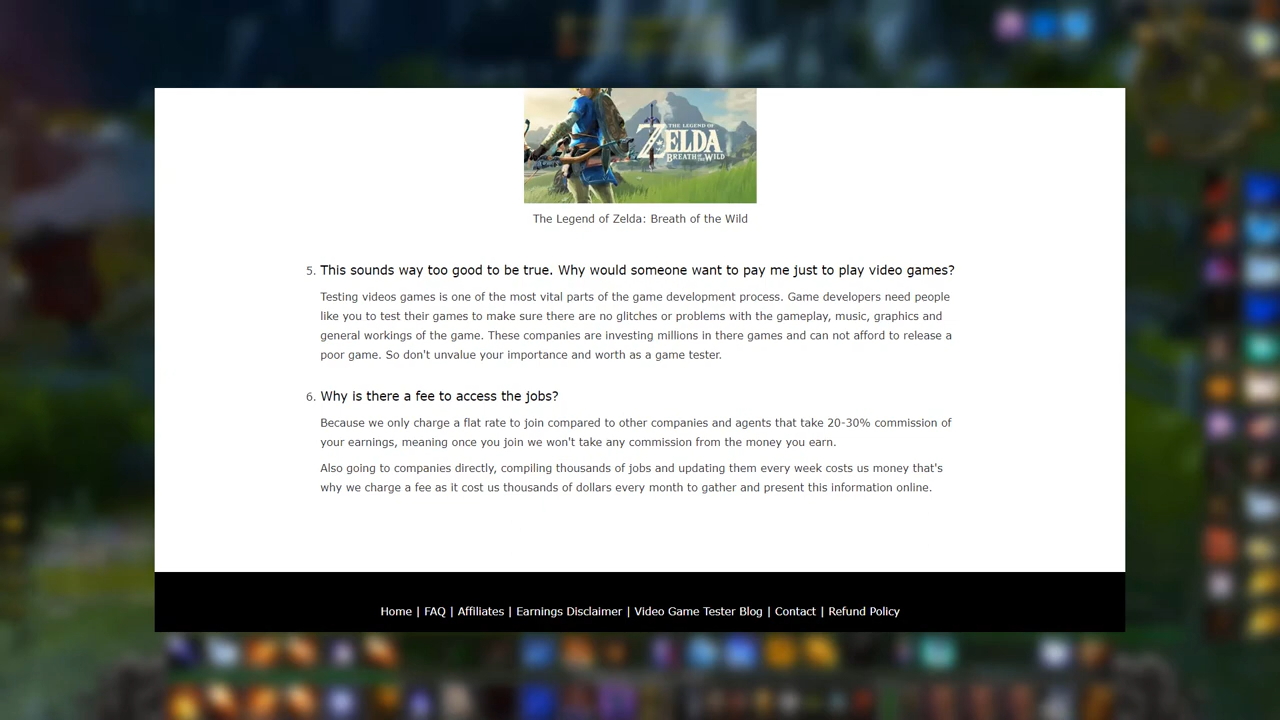 THE LEGEND OF
ZELDA
BREATH OF THE WILD
The Legend of Zelda: Breath of the Wild
5. This sounds way too good to be true. Why would someone want to pay me just to play video games?
Testing videos games is one of the most vital parts of the game development process. Game developers need people
like you to test their games to make sure there are no glitches or problems with the gameplay, music, graphics and
general workings of the game. These companies are investing millions in there games and can not afford to release a
poor game. So don't unvalue your importance and worth as a game tester.
6. Why is there a fee to access the jobs?
Because we only charge a flat rate to join compared to other companies and agents that take 20-30% commission of
your earnings, meaning once you join we won't take any commission from the money you earn.
Also going to companies directly, compiling thousands of jobs and updating them every week costs us money that's
why we charge a fee as it cost us thousands of dollars every month to gather and present this information online.
Home | FAQ | Affiliates | Earnings Disclaimer | Video Game Tester Blog | Contact | Refund Policy